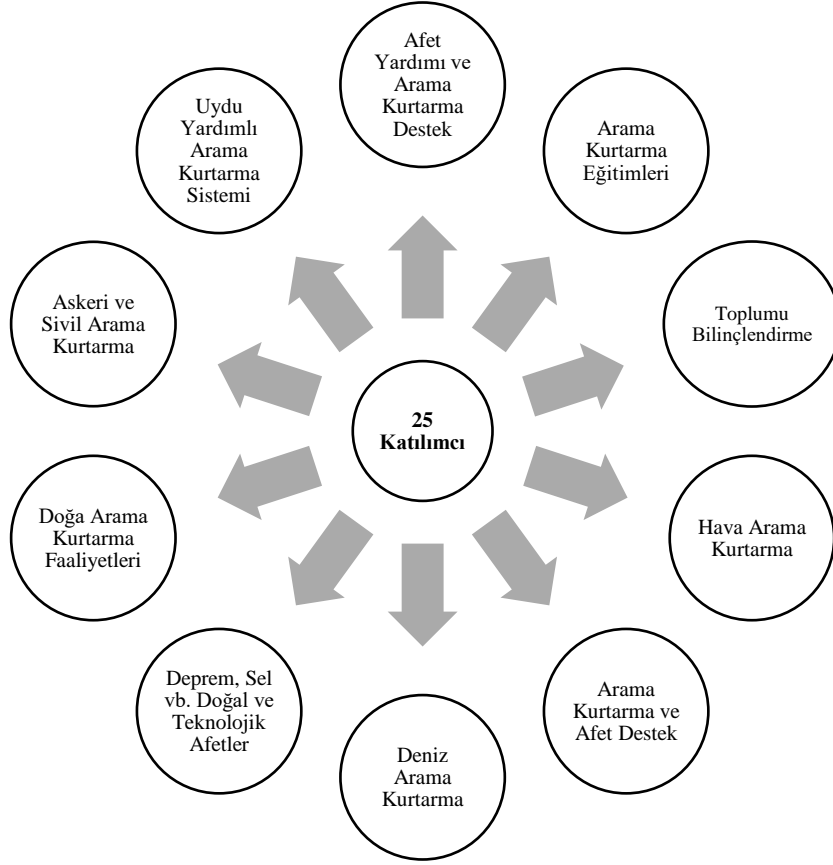 Afet
Yardımı ve
Arama
Kurtarma
Destek
Arama
Kurtarma
Eğitimleri
Toplumu
Bilinçlendirme
Hava Arama
Kurtarma
Arama
Kurtarma ve
Afet Destek
Deniz
Arama
Kurtarma
Deprem, Sel
vb. Doğal ve
Teknolojik
Afetler
Doğa Arama
Kurtarma
Faaliyetleri
Askeri ve
Sivil Arama
Kurtarma
Uydu
Yardımlı
Arama
Kurtarma
Sistemi
25
Katılımcı